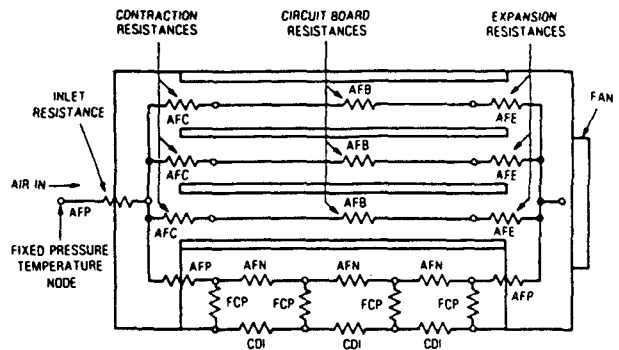 CONTRACTION
RESISTANCES
CIRCUIT BOARD
RESISTANCES
EXPANSION
RESISTANCES
INLET
RESISTANCE
FAN
AFC
AFB
AFE
AFC
AFB
AFE
AIR IN
AFP
AFC
AFB
AFE
FIXED PRESSURE
TEMPERATURE
NODE
AFP
AFN
AFN
AFN
AFP
FCP
FCP
FCP
FCP
CDI
CDI
CDI